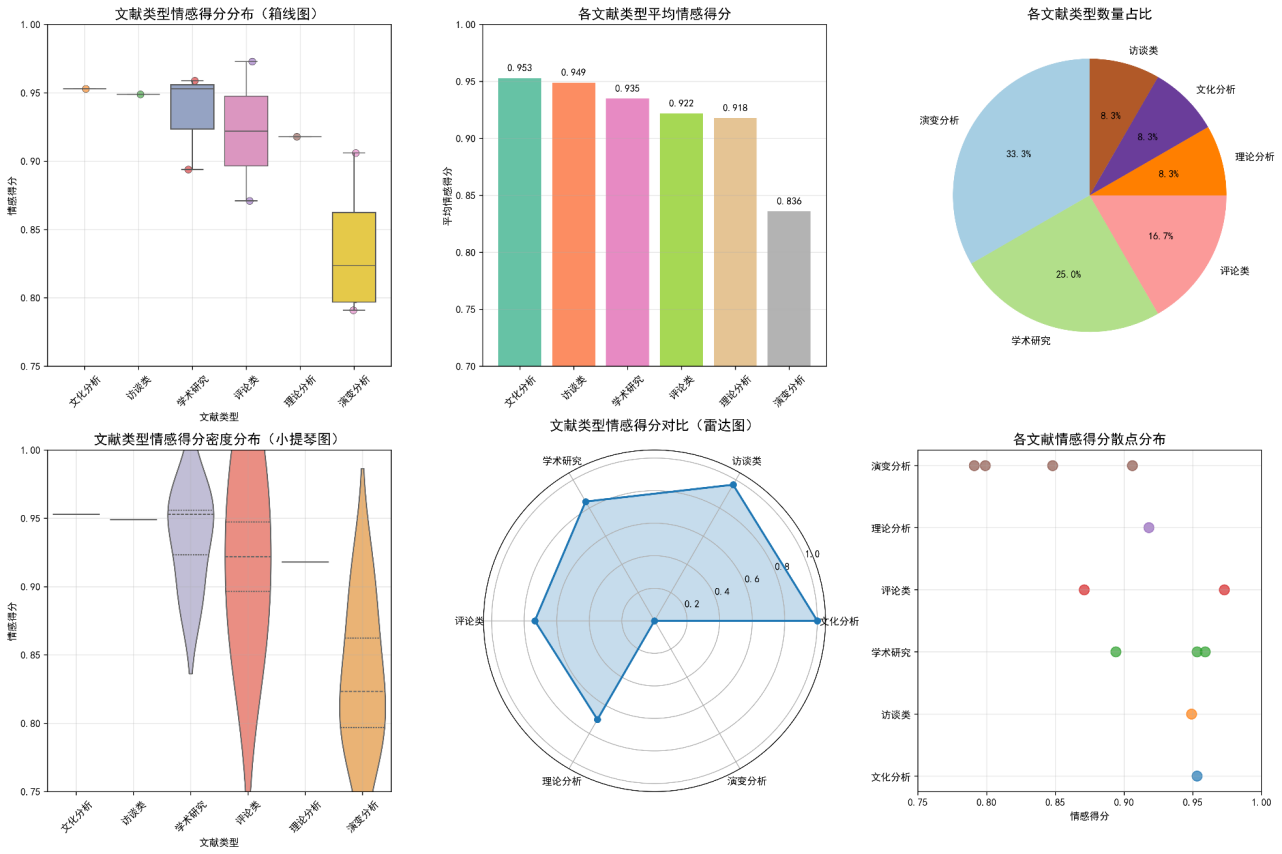 文献类型情感得分分布（箱线图）
1.00
0.95
0.90
0.85
0.80
0.75
情感得分
文化分析
访谈类
学术研究
评论类
理论分析
演变分析
文献类型
各文献类型平均情感得分
1.00
0.95
0.90
0.85
0.80
0.75
0.70
平均情感得分
0.953
0.949
0.935
0.922
0.918
0.836
文化分析
访谈类
学术研究
评论类
理论分析
演变分析
各文献类型数量占比
访谈类
文化分析
理论分析
评论类
学术研究
演变分析
8.3%
8.3%
8.3%
16.7%
25.0%
33.3%
文献类型情感得分密度分布（小提琴图）
1.00
0.95
0.90
0.85
0.80
0.75
情感得分
文化分析
访谈类
学术研究
评论类
理论分析
演变分析
文献类型
文献类型情感得分对比（雷达图）
学术研究
访谈类
评论类
文化分析
理论分析
演变分析
1.0
0.8
0.6
0.4
0.2
各文献情感得分散点分布
演变分析
理论分析
评论类
学术研究
访谈类
文化分析
0.75
0.80
0.85
0.90
0.95
1.00
情感得分